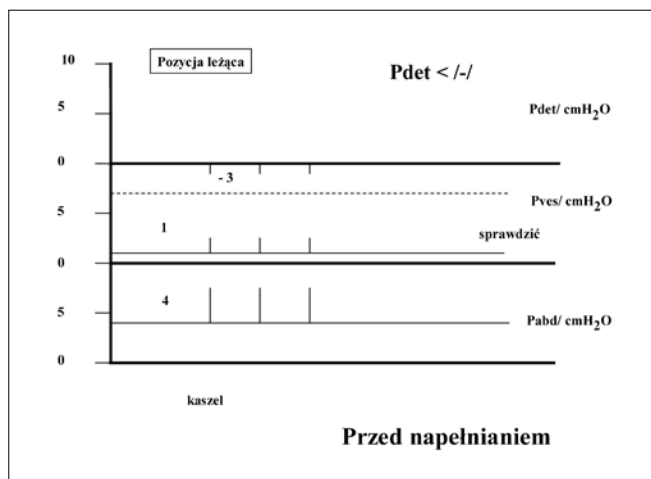 Pozycja leżąca
Pdet < /-/
10
5
Pdet/ cmH2O
0
- 3
Pves/ cmH2O
5
1
sprawdzić
0
4
5
Pabd/ cmH2O
0
kaszel
Przed napełnianiem